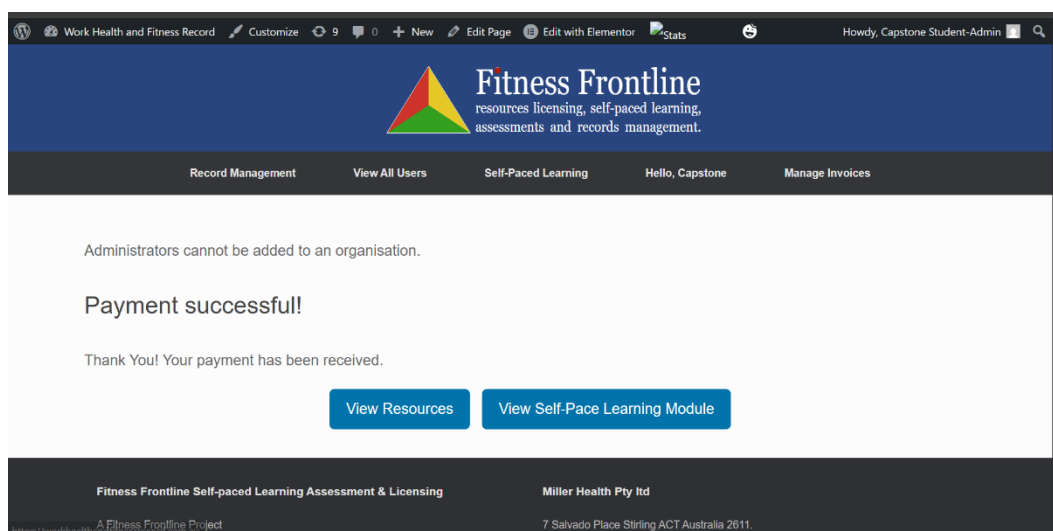 Work Health and Fitness Record Customize 9 0 New Edit Page Edit with Elementor Stats Howdy, Capstone Student-Admin
Fitness Frontline
resources licensing, self-paced learning,
assessments and records management.
Record Management View All Users Self-Paced Learning Hello, Capstone Manage Invoices
Administrators cannot be added to an organisation.
Payment successful!
Thank You! Your payment has been received.
View Resources View Self-Pace Learning Module
Fitness Frontline Self-paced Learning Assessment & Licensing Miller Health Pty ltd
A Fitness Frontline Project 7 Salvado Place Stirling ACT Australia 2611.